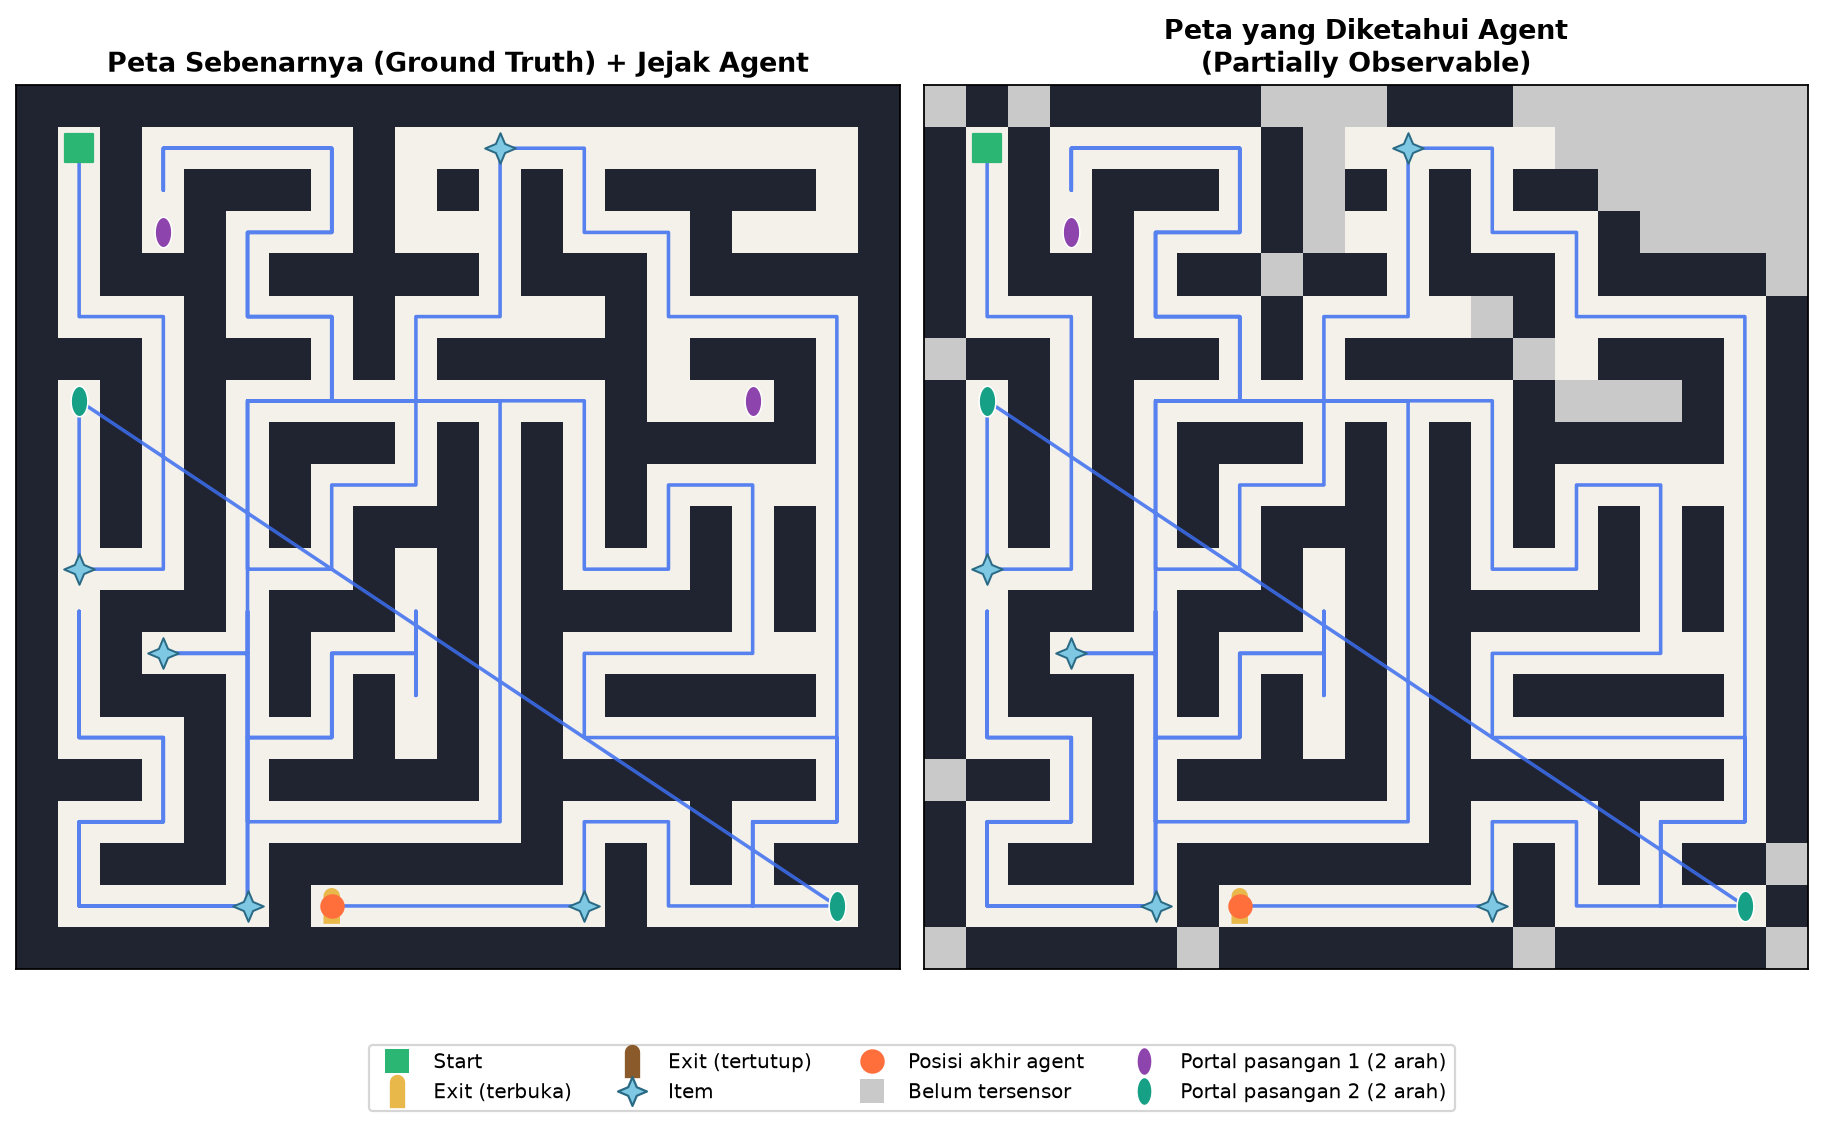 Peta Sebenarnya (Ground Truth) + Jejak Agent
Peta yang Diketahui Agent
(Partially Observable)
Start
Exit (terbuka)
Exit (tertutup)
Item
Posisi akhir agent
Belum tersensor
Portal pasangan 1 (2 arah)
Portal pasangan 2 (2 arah)